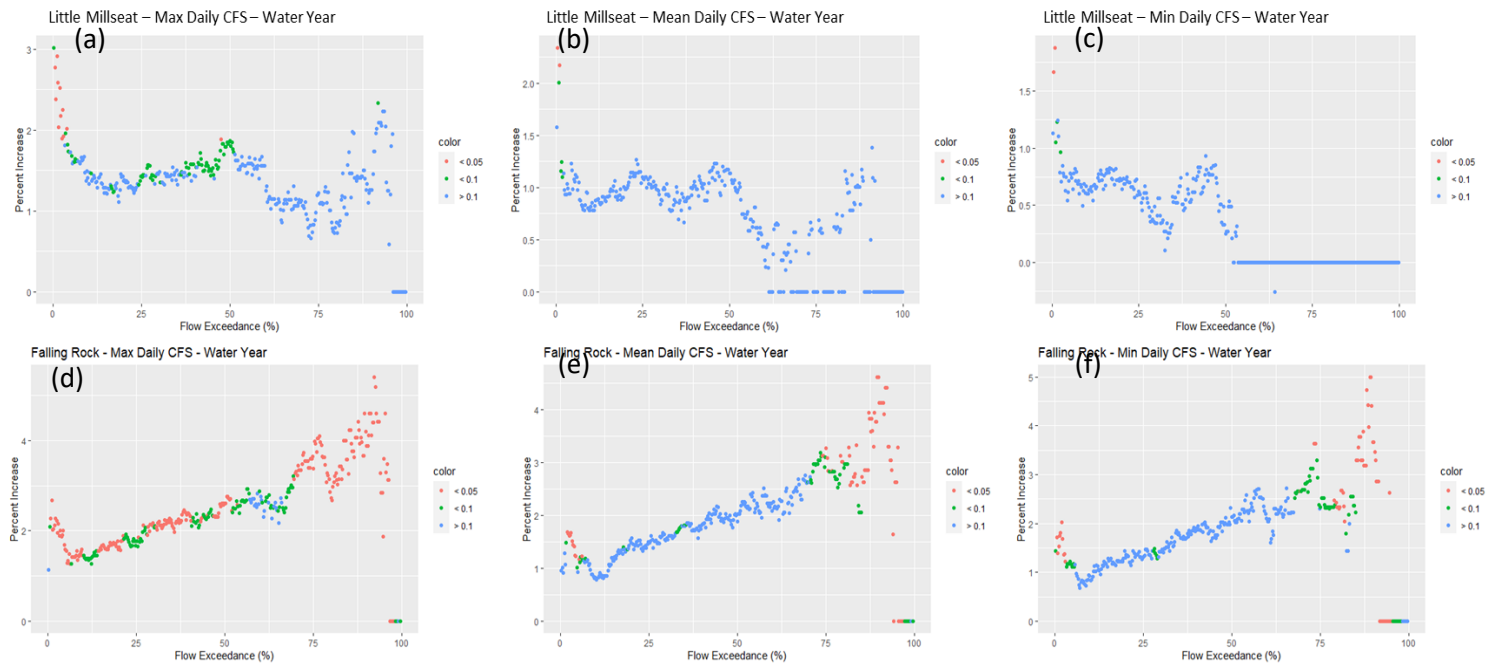 Little Millseat – Max Daily CFS – Water Year
(a)
3
2
1
0
Percent Increase
0 25 50 75 100
Flow Exceedance (%)
color
< 0.05
< 0.1
> 0.1
Little Millseat – Mean Daily CFS – Water Year
(b)
2.0
1.5
1.0
0.5
0.0
Percent Increase
0 25 50 75 100
Flow Exceedance (%)
color
< 0.05
< 0.1
> 0.1
Little Millseat – Min Daily CFS – Water Year
(c)
1.5
1.0
0.5
0.0
Percent Increase
0 25 50 75 100
Flow Exceedance (%)
color
< 0.05
< 0.1
> 0.1
Falling Rock - Max Daily CFS - Water Year
(d)
4
2
0
Percent Increase
0 25 50 75 100
Flow Exceedance (%)
color
< 0.05
< 0.1
> 0.1
Falling Rock - Mean Daily CFS - Water Year
(e)
4
3
2
1
0
Percent Increase
0 25 50 75 100
Flow Exceedance (%)
color
< 0.05
< 0.1
> 0.1
Falling Rock - Min Daily CFS - Water Year
(f)
5
4
3
2
1
0
Percent Increase
0 25 50 75 100
Flow Exceedance (%)
color
< 0.05
< 0.1
> 0.1